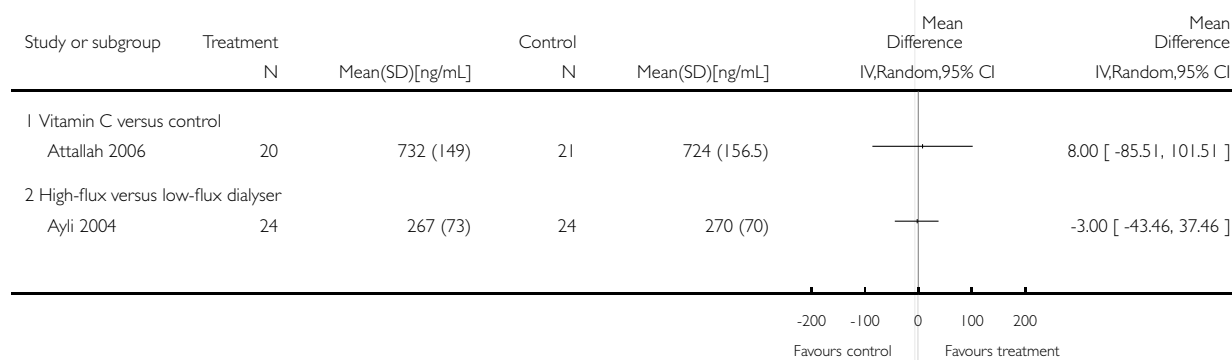 Mean Mean
Study or subgroup Treatment Control Difference Difference
N Mean(SD)[ng/mL] N Mean(SD)[ng/mL] IV,Random,95% CI IV,Random,95% CI
1 Vitamin C versus control
Attallah 2006 20 732 (149) 21 724 (156.5) 8.00 [ -85.51, 101.51 ]
2 High-flux versus low-flux dialyser
Ayli 2004 24 267 (73) 24 270 (70) -3.00 [ -43.46, 37.46 ]
-200 -100 0 100 200
Favours control Favours treatment